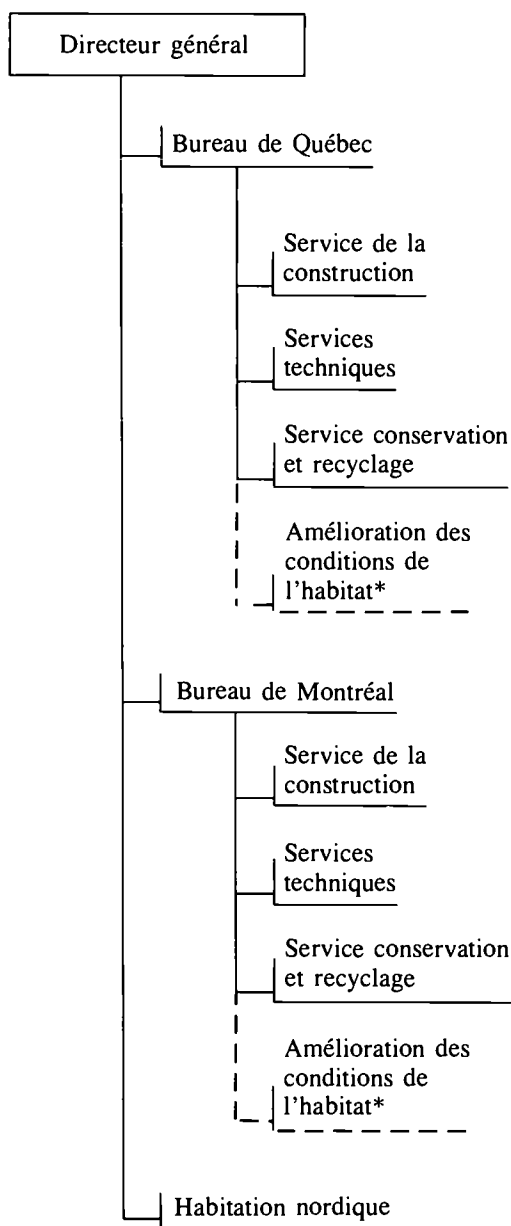 Directeur général
Bureau de Québec
Service de la
construction
Services
techniques
Service conservation
et recyclage
Amélioration des
conditions de
l'habitat*
Bureau de Montréal
Service de la
construction
Services
techniques
Service conservation
et recyclage
Amélioration des
conditions de
l'habitat*
Habitation nordique